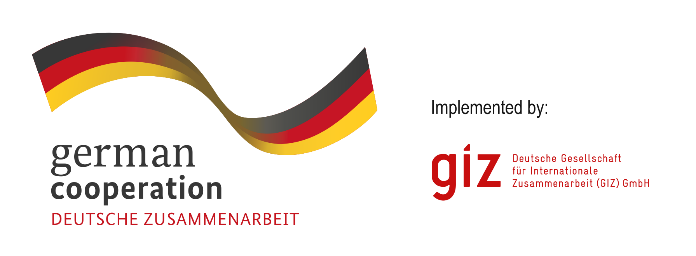 german
cooperation
DEUTSCHE ZUSAMMENARBEIT
Implemented by:
giz
Deutsche Gesellschaft
für Internationale
Zusammenarbeit (GIZ) GmbH